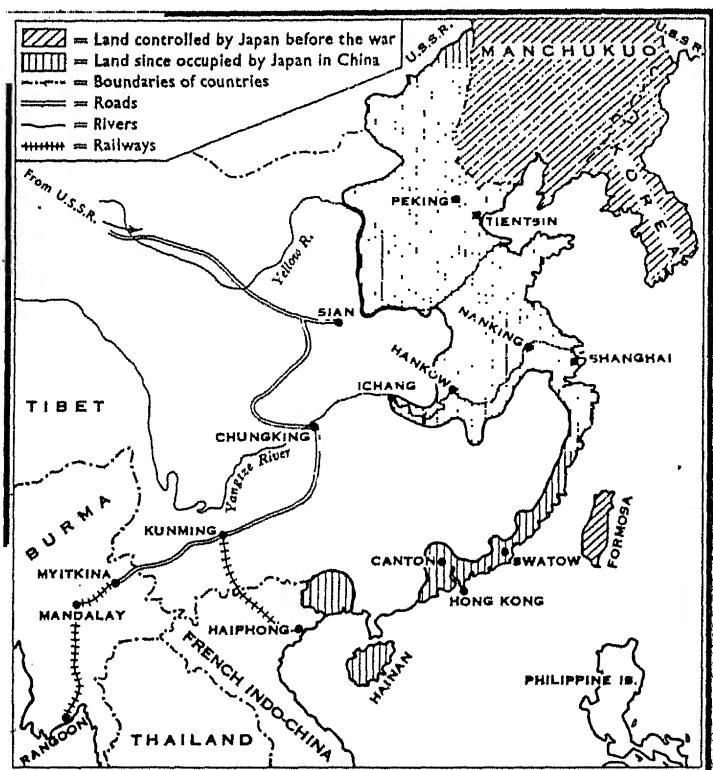 = Land controlled by Japan before the war
= Land since occupied by Japan in China
= Boundaries of countries
= Roads
= Rivers
= Railways
U.S.S.R.
MANCHUKUO
U.S.S.R.
From U.S.S.R.
PEKING
TIENTSIN
KOREA
Yellow R.
SIAN
NANKING
SHANGHAI
HANKOW
ICHANG
TIBET
CHUNGKING
Yangtze River
BURMA
KUNMING
FORMOSA
CANTON
SWATOW
MYITKINA
HONG KONG
MANDALAY
HAIPHONG
HAINAN
FRENCH INDO-CHINA
PHILIPPINE IS.
RANGOON
THAILAND